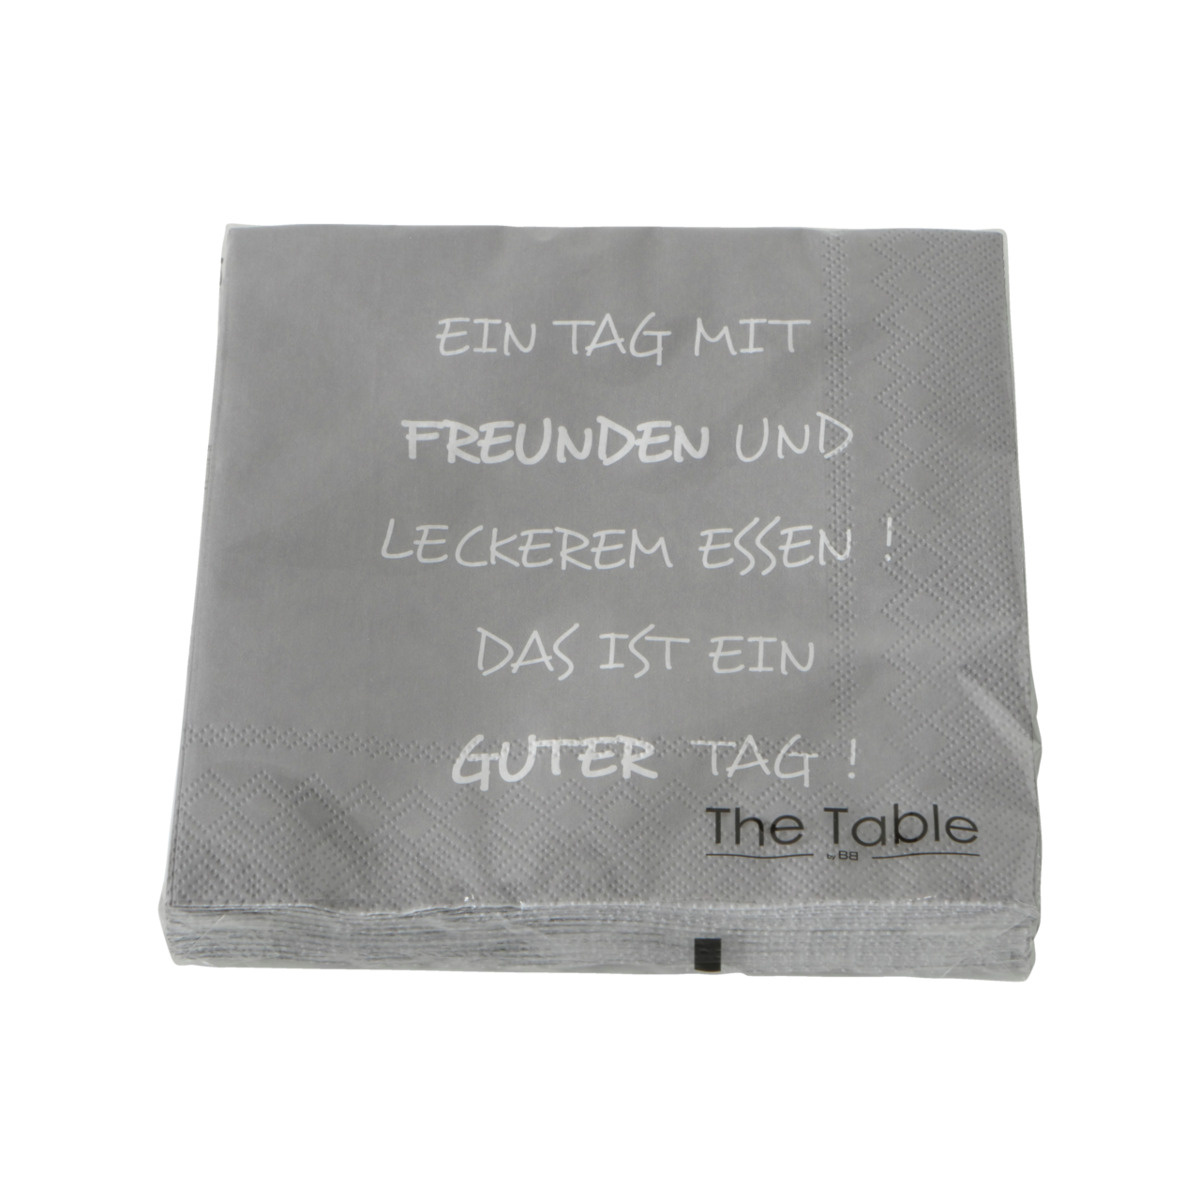 EIN TAG MIT
FREUNDEN UND
LECKEREM ESSEN !
DAS IST EIN
GUTER TAG !
The Table
by BB